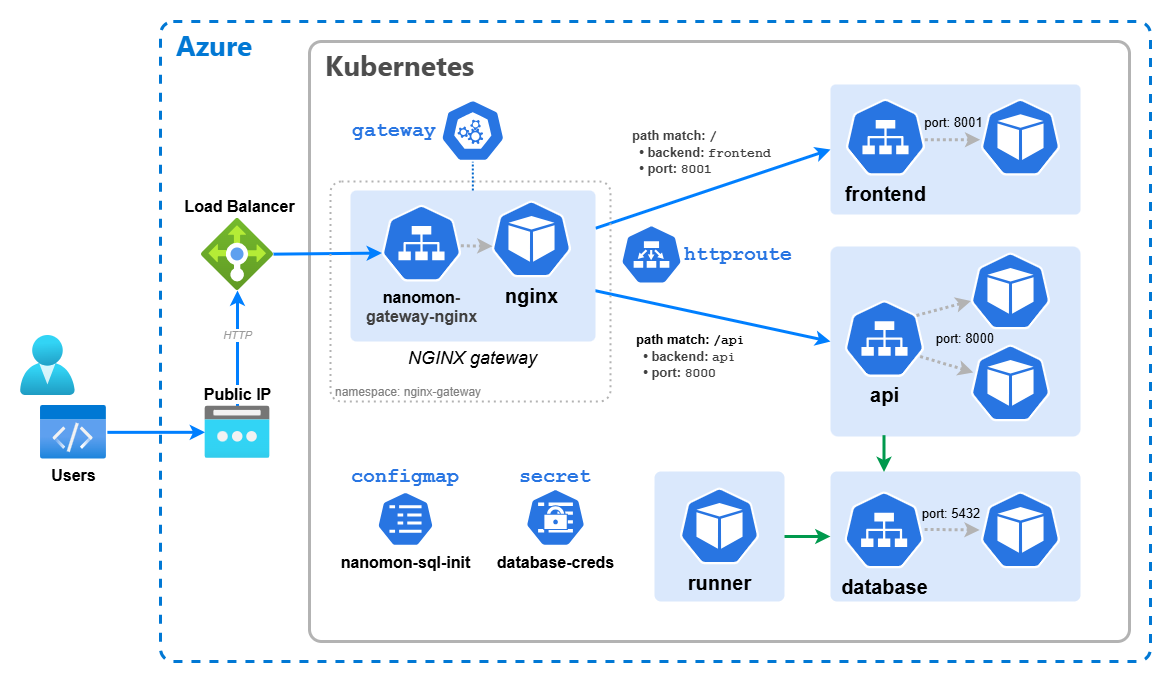 Azure
Kubernetes
gateway
path match: /
• backend: frontend
• port: 8001
port: 8001
frontend
Load Balancer
nanomon-
gateway-nginx
nginx
NGINX gateway
namespace: nginx-gateway
httproute
path match: /api
• backend: api
• port: 8000
port: 8000
api
HTTP
Public IP
Users
configmap
nanomon-sql-init
secret
database-creds
runner
port: 5432
database